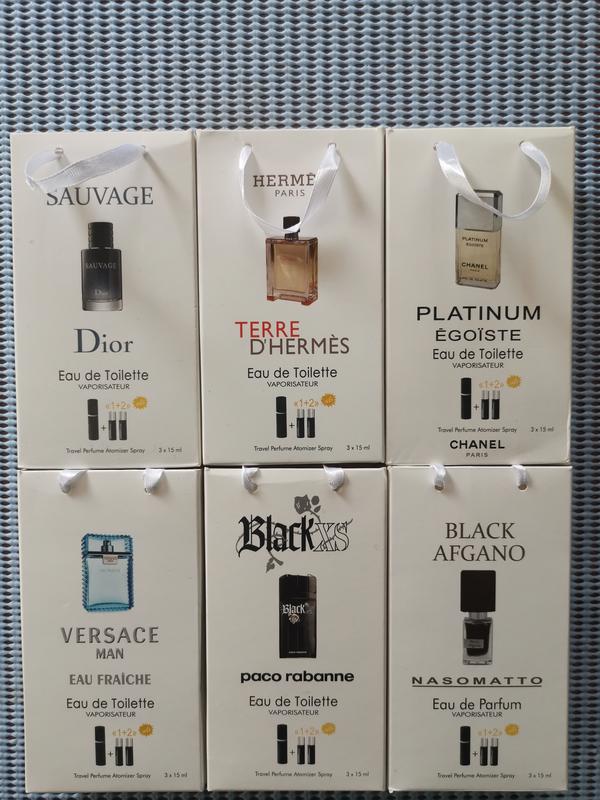 SAUVAGE
SAUVAGE
Dior
Dior
Eau de Toilette
VAPORISATEUR
«1+2»
+
Travel Perfume Atomizer Spray 3 x 15 ml
HERMÈ
PARIS
TERRE
D'HERMÈS
Eau de Toilette
VAPORISATEUR
«1+2»
+
Travel Perfume Atomizer Spray 3 x 15 ml
PLATINUM
ÉGOÏSTE
CHANEL
PLATINUM
ÉGOÏSTE
Eau de Toilette
VAPORISATEUR
«1+2»
+
Travel Perfume Atomizer Spray 3 x 15 ml
CHANEL
PARIS
VERSACE
MAN
EAU FRAÎCHE
Eau de Toilette
VAPORISATEUR
«1+2»
+
Travel Perfume Atomizer Spray 3 x 15 ml
Black XS
Black
paco rabanne
Eau de Toilette
VAPORISATEUR
«1+2»
+
Travel Perfume Atomizer Spray 3 x 15 ml
BLACK
AFGANO
NASOMATTO
Eau de Parfum
VAPORISATEUR
«1+2»
+
Travel Perfume Atomizer Spray 3 x 15 ml